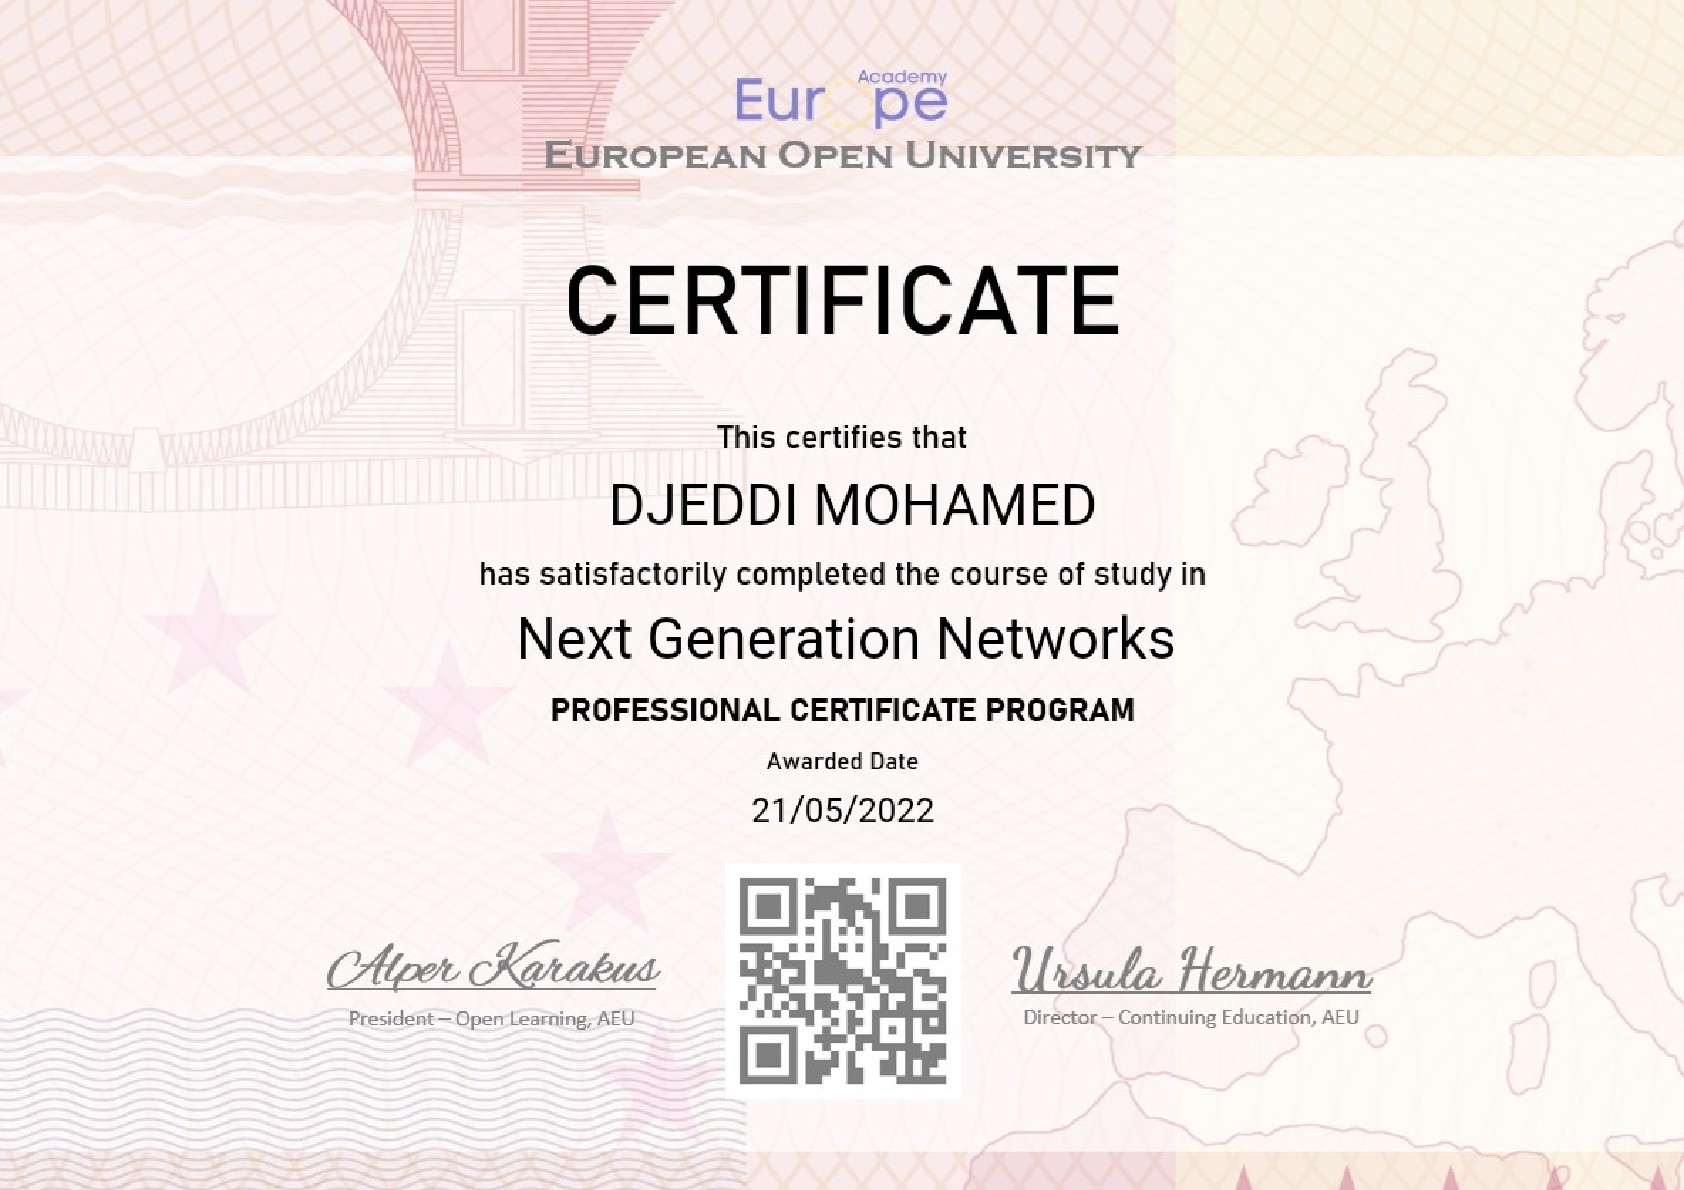 Academy
Europe
EUROPEAN OPEN UNIVERSITY
CERTIFICATE
This certifies that
DJEDDI MOHAMED
has satisfactorily completed the course of study in
Next Generation Networks
PROFESSIONAL CERTIFICATE PROGRAM
Awarded Date
21/05/2022
Alper Karakus
President – Open Learning, AEU
Ursula Hermann
Director – Continuing Education, AEU